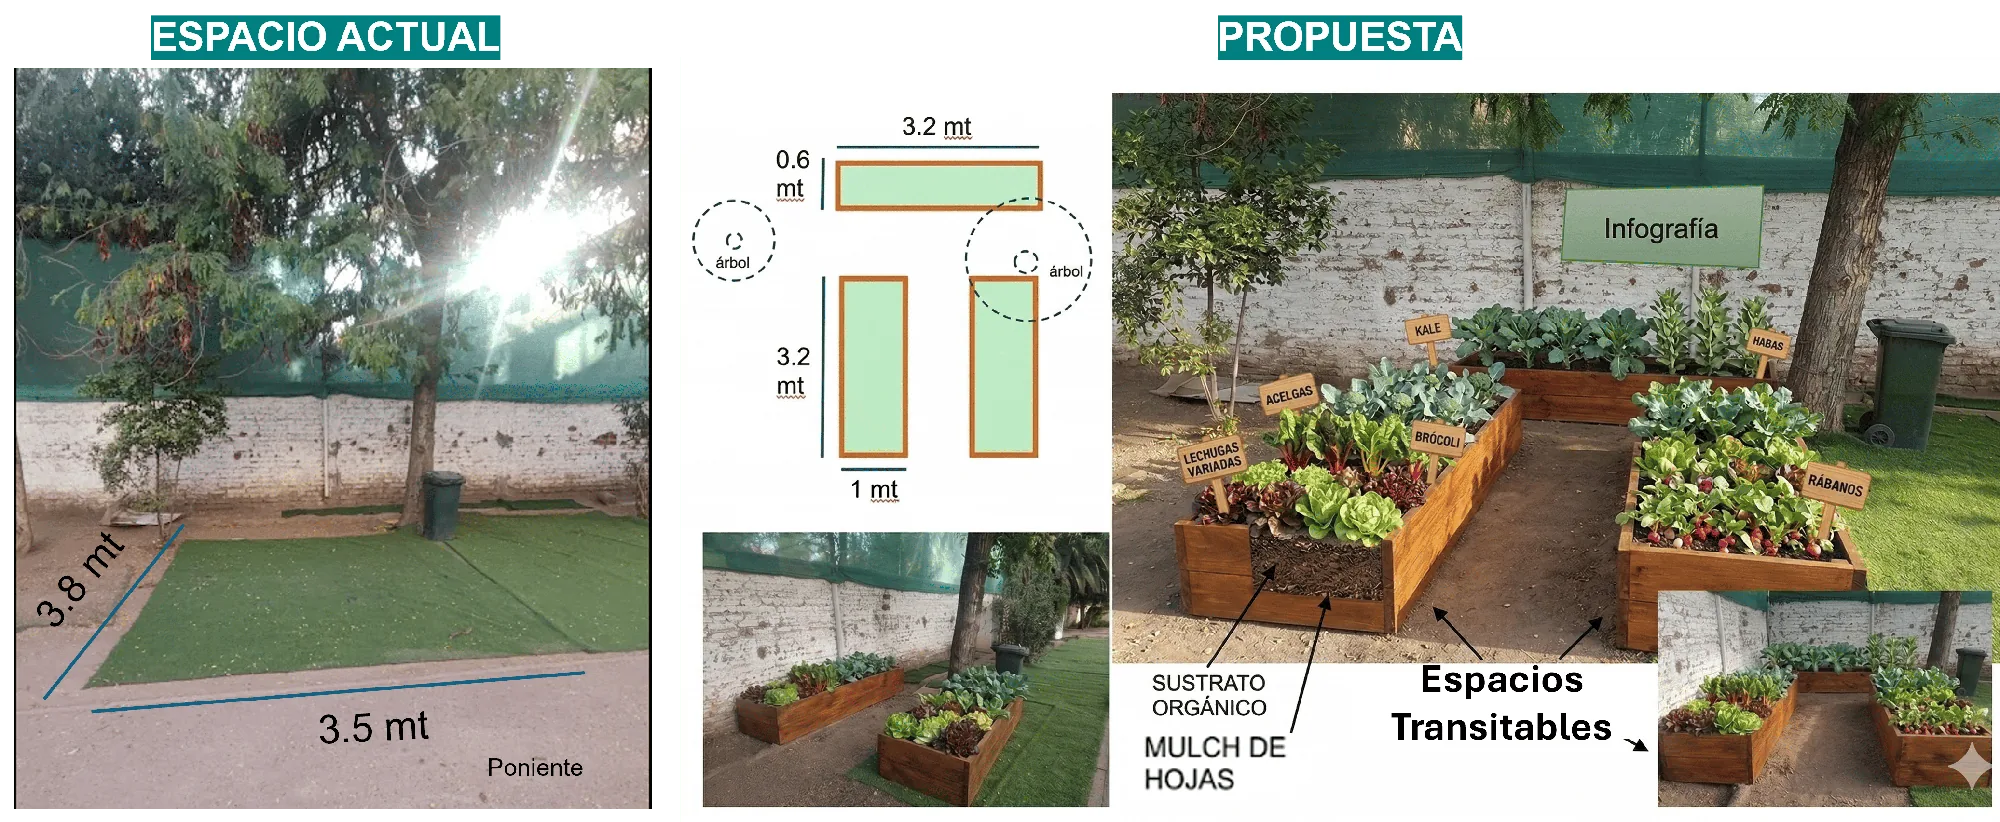 ESPACIO ACTUAL
3.8 mt
3.5 mt
Poniente
PROPUESTA
3.2 mt
0.6
mt
árbol
árbol
3.2
mt
1 mt
Infografía
KALE
HABAS
ACELGAS
BRÓCOLI
LECHUGAS
VARIADAS
RÁBANOS
SUSTRATO
ORGÁNICO
MULCH DE
HOJAS
Espacios
Transitables